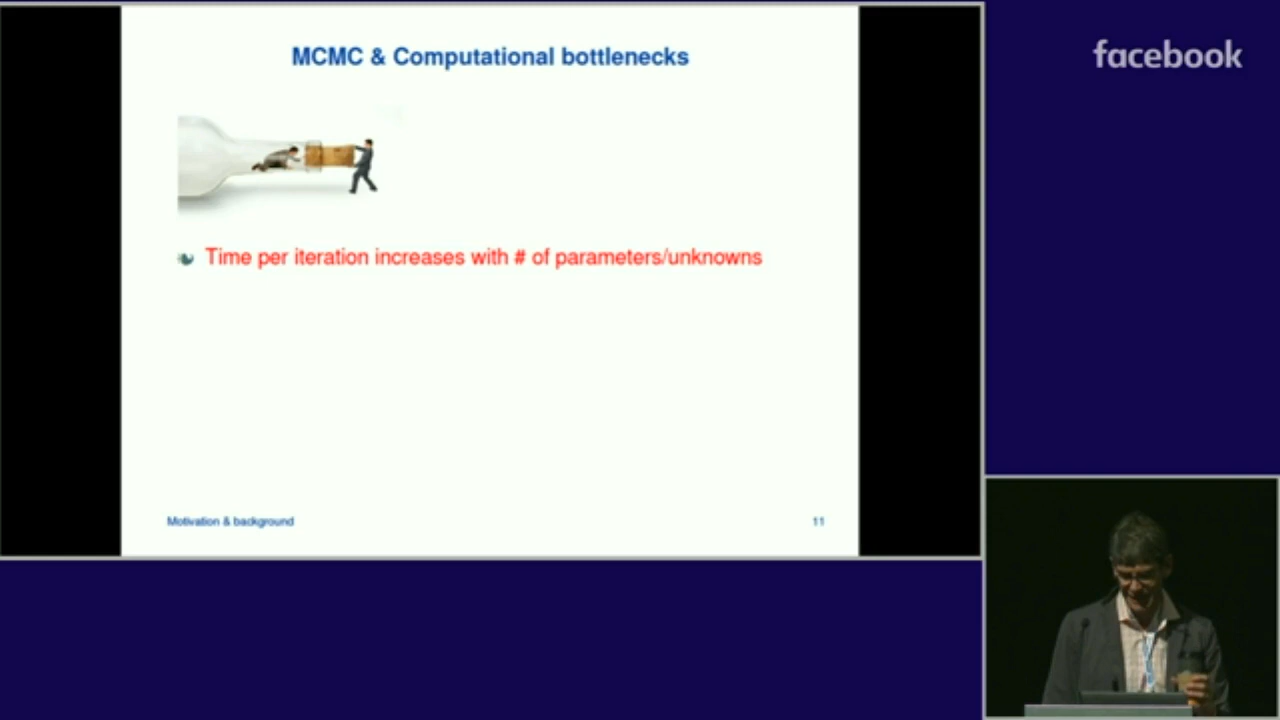 MCMC & Computational bottlenecks
Time per iteration increases with # of parameters/unknowns
Motivation & background
11
facebook